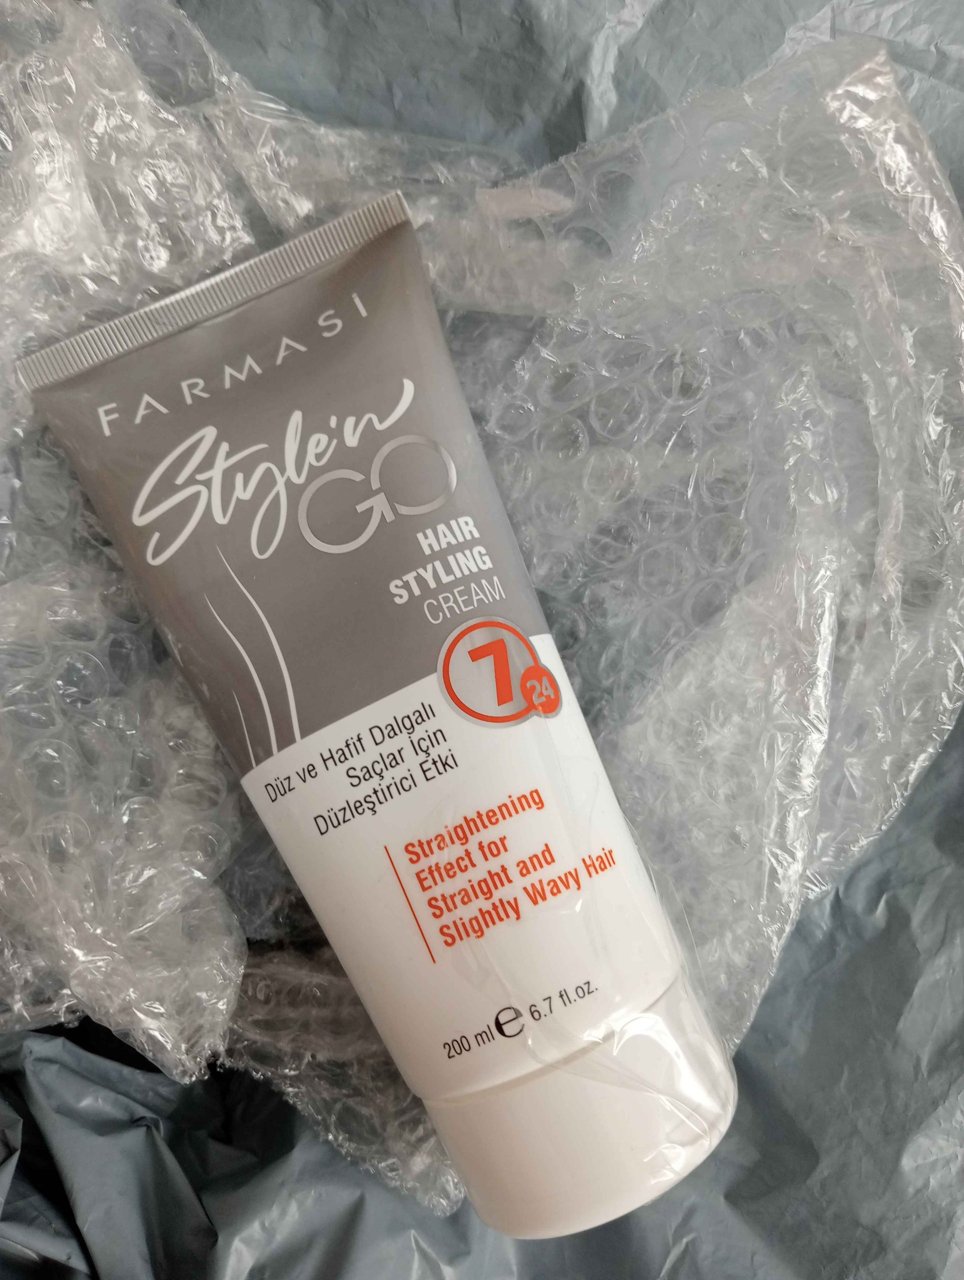 FARMASI
Style'n
GO
HAIR
STYLING
CREAM
7
24
Düz ve Hafif Dalgalı
Saçlar İçin
Düzleştirici Etki
Straightening
Effect for
Straight and
Slightly Wavy Hair
200 ml ℮ 6.7 fl.oz.